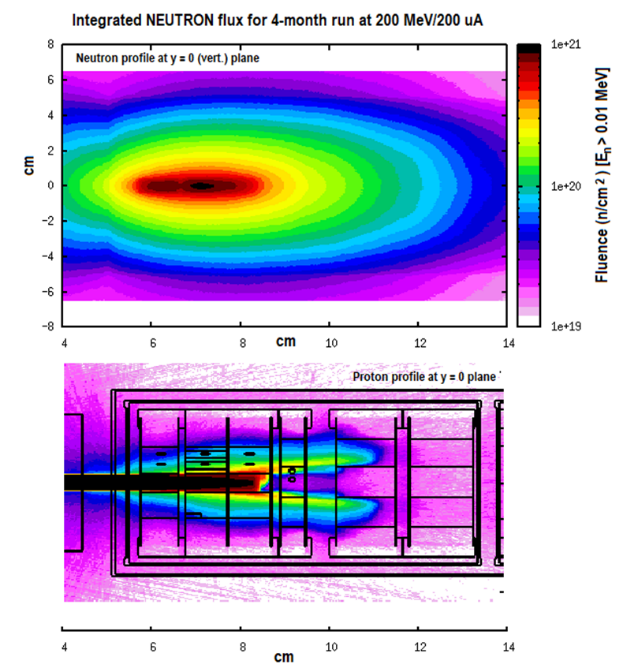 Integrated NEUTRON flux for 4-month run at 200 MeV/200 uA
Neutron profile at y = 0 (vert.) plane
8
6
4
2
0
−2
−4
−6
−8
cm
4
6
8
10
12
14
cm
1e+21
1e+20
1e+19
Fluence (n/cm²) [Eₙ > 0.01 MeV]
Proton profile at y = 0 plane
4
6
8
10
12
14
cm